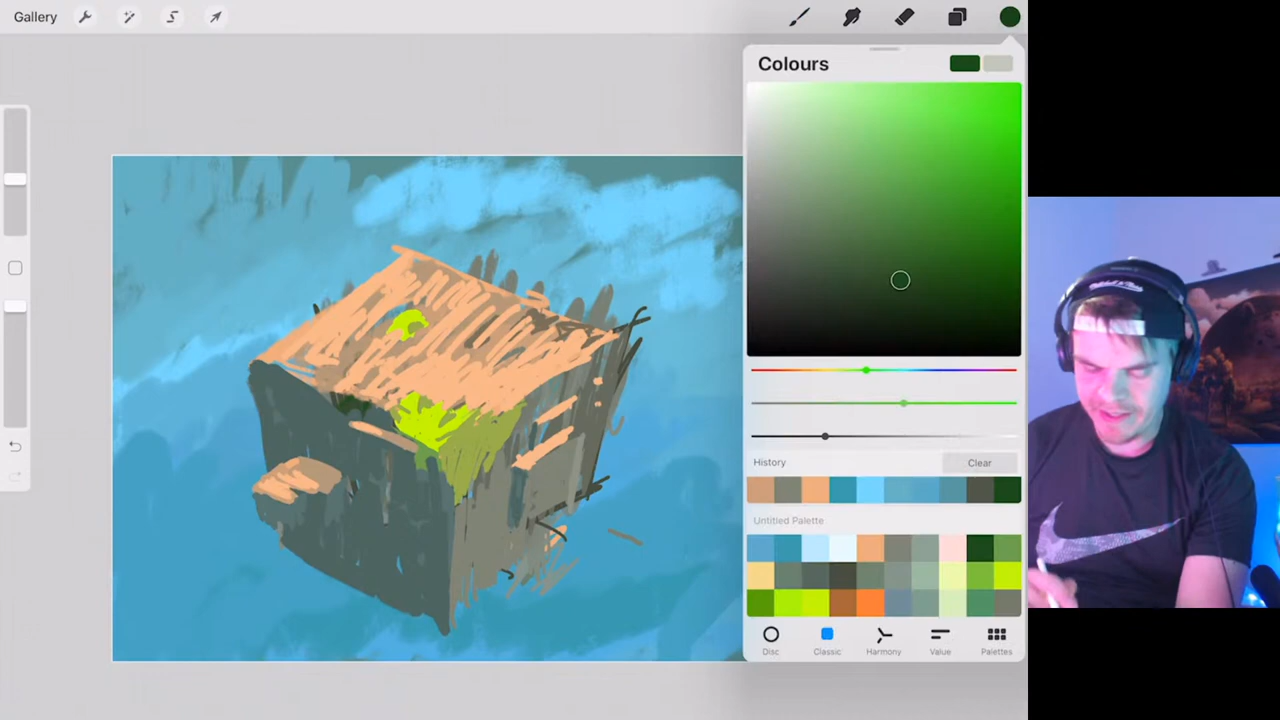 Gallery
Colours
History
Clear
Untitled Palette
Disc
Classic
Harmony
Value
Palettes